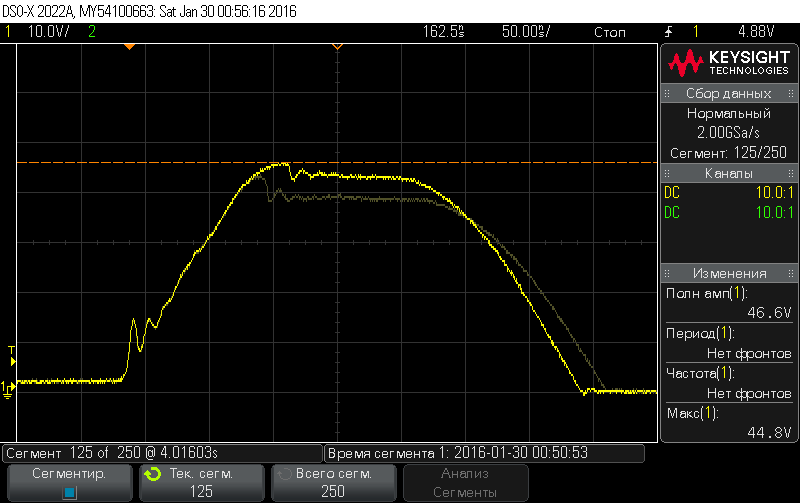 DSO-X 2022A, MY54100663: Sat Jan 30 00:56:16 2016
1 10.0V/ 2 162.5ns 50.00ns/ Стоп 1 4.88V
KEYSIGHT
TECHNOLOGIES
Сбор данных
Нормальный
2.00GSa/s
Сегмент: 125/250
Каналы
DC 10.0:1
DC 10.0:1
Изменения
Полн амп(1):
46.6V
Период(1):
Нет фронтов
Частота(1):
Нет фронтов
Макс(1):
44.8V
T
1
Сегмент 125 of 250 @ 4.01603s
Время сегмента 1: 2016-01-30 00:50:53
Сегментир.
Тек. сегм.
125
Всего сегм.
250
Анализ
Сегменты